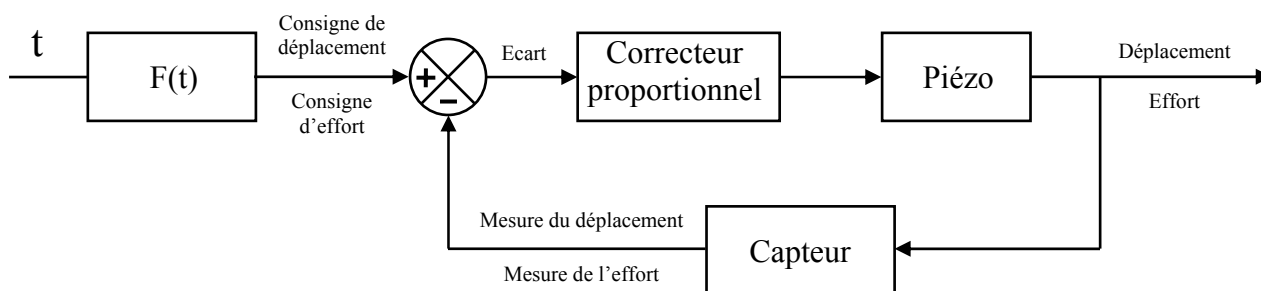 t
F(t)
Consigne de
déplacement
Consigne
d’effort
+
−
Ecart
Correcteur
proportionnel
Piézo
Déplacement
Effort
Mesure du déplacement
Mesure de l’effort
Capteur